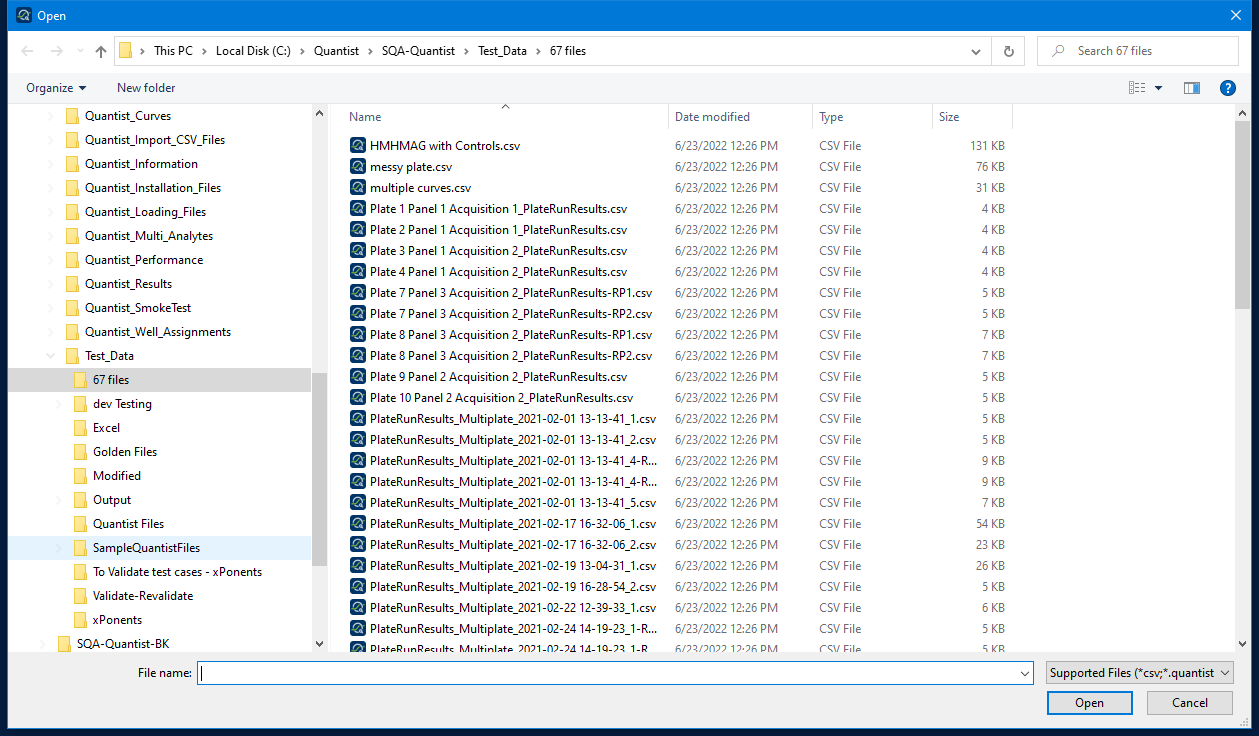 Open
This PC > Local Disk (C:) > Quantist > SQA-Quantist > Test_Data > 67 files
Search 67 files
Organize
New folder
Quantist_Curves
Quantist_Import_CSV_Files
Quantist_Information
Quantist_Installation_Files
Quantist_Loading_Files
Quantist_Multi_Analytes
Quantist_Performance
Quantist_Results
Quantist_SmokeTest
Quantist_Well_Assignments
Test_Data
67 files
dev Testing
Excel
Golden Files
Modified
Output
Quantist Files
SampleQuantistFiles
To Validate test cases - xPonents
Validate-Revalidate
xPonents
SQA-Quantist-BK
Name Date modified Type Size
HMHMAG with Controls.csv 6/23/2022 12:26 PM CSV File 131 KB
messy plate.csv 6/23/2022 12:26 PM CSV File 76 KB
multiple curves.csv 6/23/2022 12:26 PM CSV File 31 KB
Plate 1 Panel 1 Acquisition 1_PlateRunResults.csv 6/23/2022 12:26 PM CSV File 4 KB
Plate 2 Panel 1 Acquisition 1_PlateRunResults.csv 6/23/2022 12:26 PM CSV File 4 KB
Plate 3 Panel 1 Acquisition 2_PlateRunResults.csv 6/23/2022 12:26 PM CSV File 4 KB
Plate 4 Panel 1 Acquisition 2_PlateRunResults.csv 6/23/2022 12:26 PM CSV File 4 KB
Plate 7 Panel 3 Acquisition 2_PlateRunResults-RP1.csv 6/23/2022 12:26 PM CSV File 5 KB
Plate 7 Panel 3 Acquisition 2_PlateRunResults-RP2.csv 6/23/2022 12:26 PM CSV File 5 KB
Plate 8 Panel 3 Acquisition 2_PlateRunResults-RP1.csv 6/23/2022 12:26 PM CSV File 7 KB
Plate 8 Panel 3 Acquisition 2_PlateRunResults-RP2.csv 6/23/2022 12:26 PM CSV File 7 KB
Plate 9 Panel 2 Acquisition 2_PlateRunResults.csv 6/23/2022 12:26 PM CSV File 5 KB
Plate 10 Panel 2 Acquisition 2_PlateRunResults.csv 6/23/2022 12:26 PM CSV File 5 KB
PlateRunResults_Multiplate_2021-02-01 13-13-41_1.csv 6/23/2022 12:26 PM CSV File 5 KB
PlateRunResults_Multiplate_2021-02-01 13-13-41_2.csv 6/23/2022 12:26 PM CSV File 5 KB
PlateRunResults_Multiplate_2021-02-01 13-13-41_4-R... 6/23/2022 12:26 PM CSV File 9 KB
PlateRunResults_Multiplate_2021-02-01 13-13-41_4-R... 6/23/2022 12:26 PM CSV File 9 KB
PlateRunResults_Multiplate_2021-02-01 13-13-41_5.csv 6/23/2022 12:26 PM CSV File 7 KB
PlateRunResults_Multiplate_2021-02-17 16-32-06_1.csv 6/23/2022 12:26 PM CSV File 54 KB
PlateRunResults_Multiplate_2021-02-17 16-32-06_2.csv 6/23/2022 12:26 PM CSV File 23 KB
PlateRunResults_Multiplate_2021-02-19 13-04-31_1.csv 6/23/2022 12:26 PM CSV File 26 KB
PlateRunResults_Multiplate_2021-02-19 16-28-54_2.csv 6/23/2022 12:26 PM CSV File 5 KB
PlateRunResults_Multiplate_2021-02-22 12-39-33_1.csv 6/23/2022 12:26 PM CSV File 6 KB
PlateRunResults_Multiplate_2021-02-24 14-19-23_1-R... 6/23/2022 12:26 PM CSV File 5 KB
PlateRunResults_Multiplate_2021-02-24 14-19-23_1-R... 6/23/2022 12:26 PM CSV File 5 KB
File name:
Supported Files (*csv;*.quantist
Open
Cancel